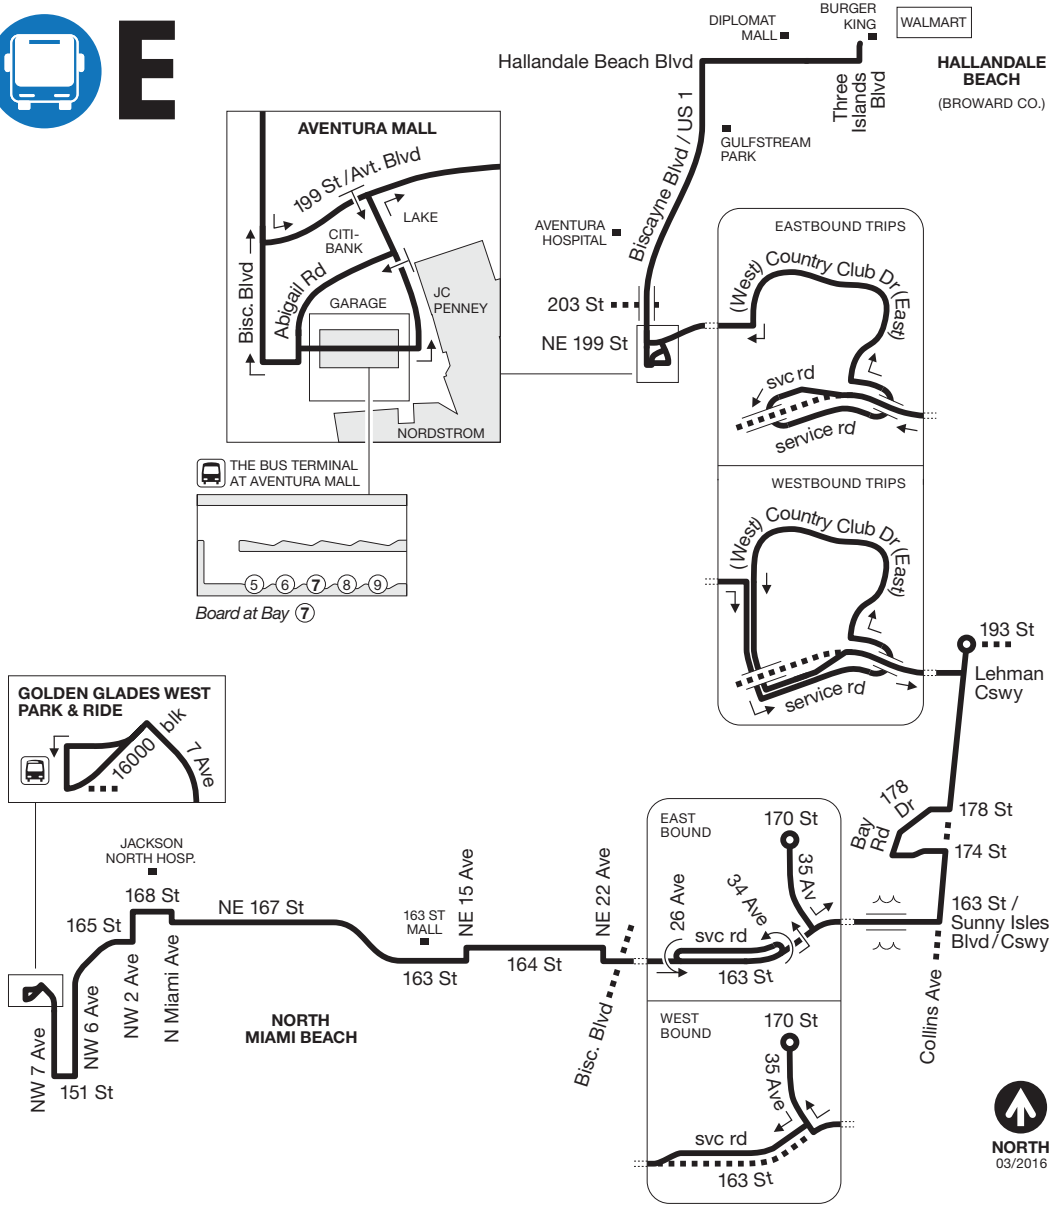 E
DIPLOMAT
MALL
BURGER
KING
WALMART
Hallandale Beach Blvd
HALLANDALE
BEACH
(BROWARD CO.)
Three
Islands
Blvd
GULFSTREAM
PARK
Biscayne Blvd / US 1
AVENTURA
HOSPITAL
203 St
NE 199 St
AVENTURA MALL
199 St / Avt. Blvd
LAKE
CITI-
BANK
Bisc. Blvd
Abigail Rd
GARAGE
JC
PENNEY
NORDSTROM
THE BUS TERMINAL
AT AVENTURA MALL
5 6 7 8 9
Board at Bay 7
EASTBOUND TRIPS
(West) Country Club Dr (East)
svc rd
service rd
WESTBOUND TRIPS
(West) Country Club Dr (East)
service rd
193 St
Lehman
Cswy
178
Dr
178 St
Bay
Rd
174 St
163 St /
Sunny Isles
Blvd/Cswy
Collins Ave
GOLDEN GLADES WEST
PARK & RIDE
16000 blk
7 Ave
JACKSON
NORTH HOSP.
168 St
165 St
NE 167 St
163 ST
MALL
NE 15 Ave
NE 22 Ave
163 St
164 St
NW 7 Ave
NW 6 Ave
NW 2 Ave
N Miami Ave
151 St
NORTH
MIAMI BEACH
Bisc. Blvd
EAST
BOUND
170 St
26 Ave
34 Ave
35 Av
svc rd
163 St
WEST
BOUND
170 St
35 Ave
svc rd
163 St
NORTH
03/2016